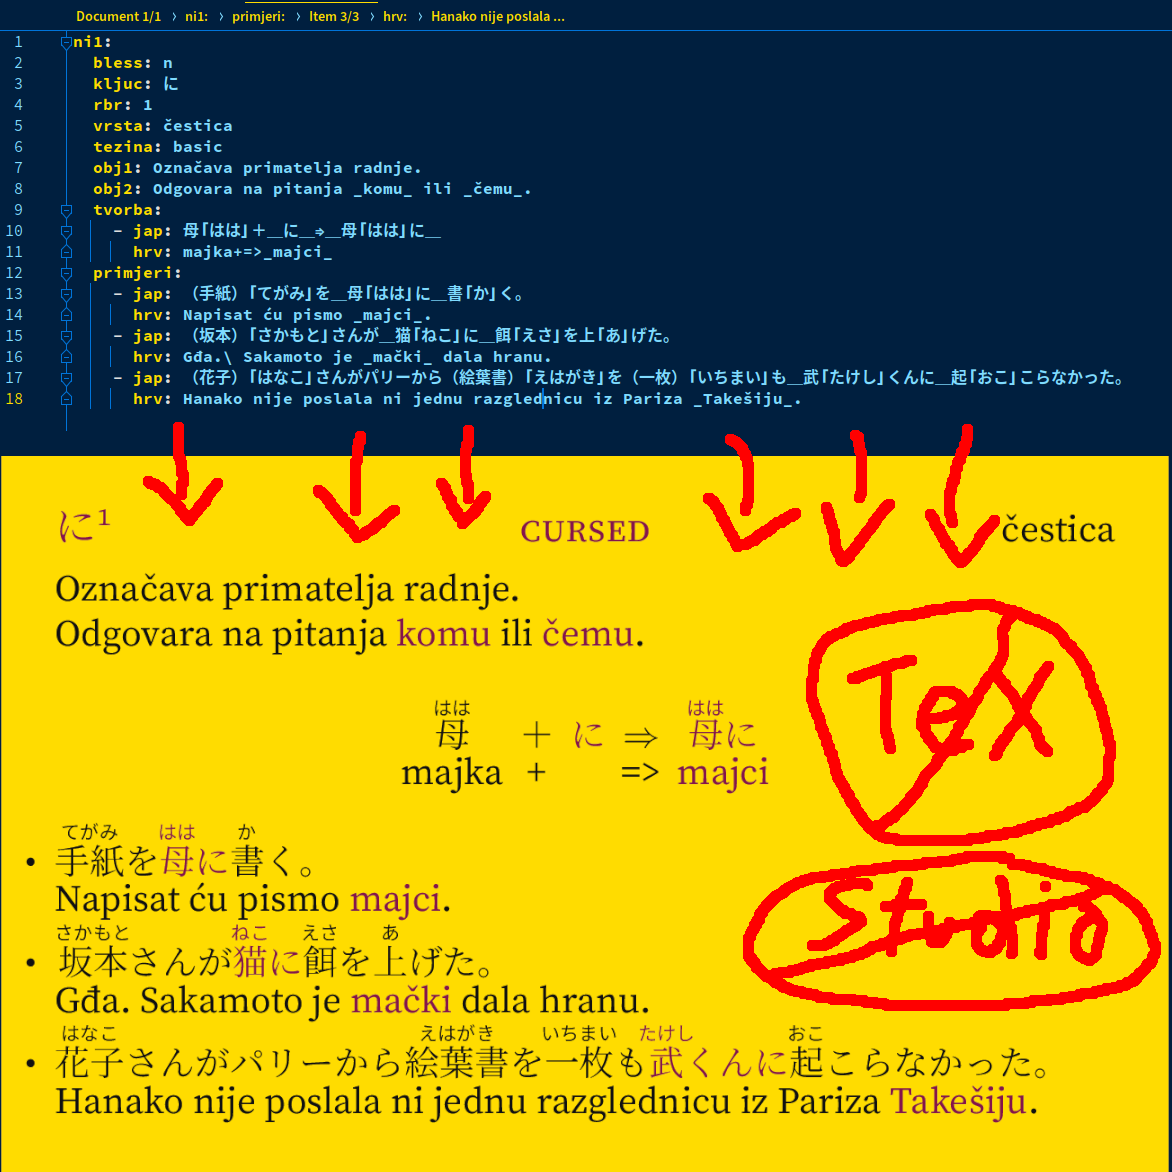 Document 1/1 › ni1: › primjeri: › Item 3/3 › hrv: › Hanako nije poslala ...
1 ni1:
2 bless: n
3 kljuc: に
4 rbr: 1
5 vrsta: čestica
6 tezina: basic
7 obj1: Označava primatelja radnje.
8 obj2: Odgovara na pitanja _komu_ ili _čemu_.
9 tvorba:
10 - jap: 母「はは」＋__に__⇒__母「はは」に__
11 hrv: majka+=>_majci_
12 primjeri:
13 - jap: （手紙）「てがみ」を__母「はは」に__書「か」く。
14 hrv: Napisat ću pismo _majci_.
15 - jap: （坂本）「さかもと」さんが__猫「ねこ」に__餌「えさ」を上「あ」げた。
16 hrv: Gđa.\ Sakamoto je _mački_ dala hranu.
17 - jap: （花子）「はなこ」さんがパリーから（絵葉書）「えはがき」を（一枚）「いちまい」も__武「たけし」くんに__起「おこ」こらなかった。
18 hrv: Hanako nije poslala ni jednu razglednicu iz Pariza _Takešiju_.
に¹ CURSED čestica
Označava primatelja radnje.
Odgovara na pitanja komu ili čemu.
TeX
はは はは
母 ＋ に ⇒ 母に
majka + => majci
てがみ はは か
• 手紙を母に書く。
Napisat ću pismo majci.
Studio
さかもと ねこ えさ あ
• 坂本さんが猫に餌を上げた。
Gđa. Sakamoto je mački dala hranu.
はなこ えはがき いちまい たけし おこ
• 花子さんがパリーから絵葉書を一枚も武くんに起こらなかった。
Hanako nije poslala ni jednu razglednicu iz Pariza Takešiju.